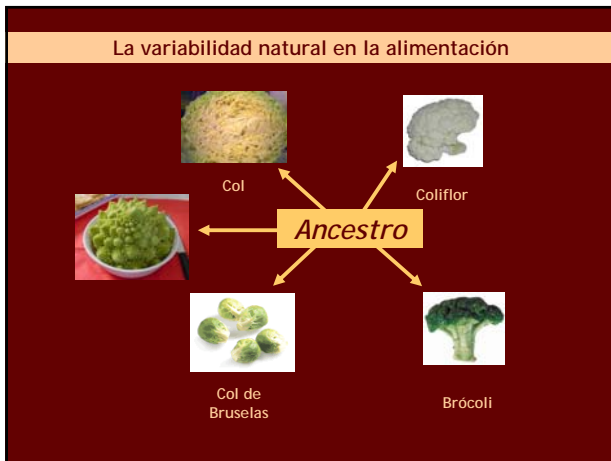 La variabilidad natural en la alimentación
Col
Coliflor
Ancestro
Col de
Bruselas
Brócoli